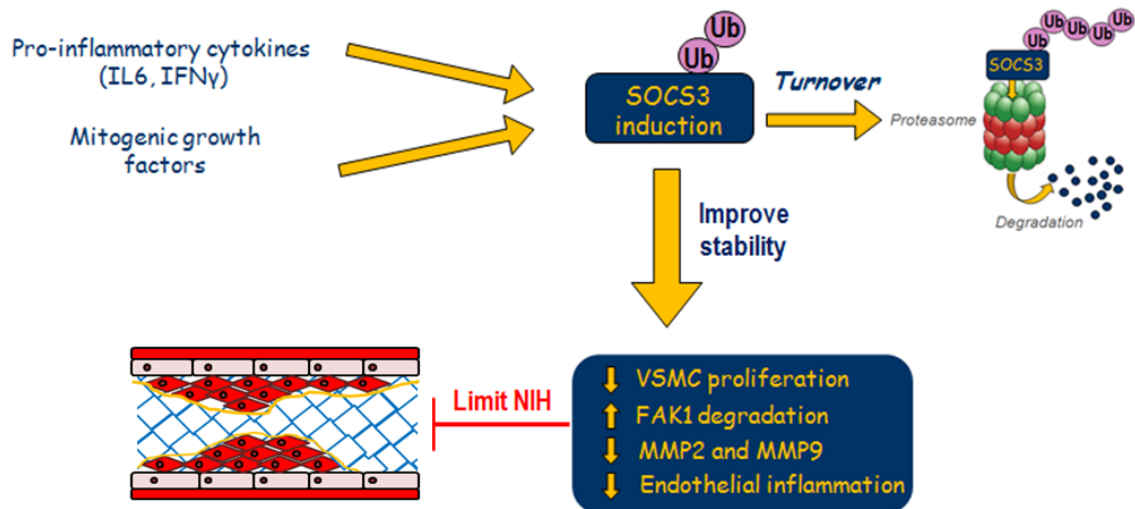 Pro-inflammatory cytokines
(IL6, IFNγ)
Mitogenic growth
factors
Ub
Ub
SOCS3
induction
Turnover
Ub
Ub
Ub
Ub
Ub
SOCS3
Proteasome
Degradation
Improve
stability
VSMC proliferation
FAK1 degradation
MMP2 and MMP9
Endothelial inflammation
Limit NIH